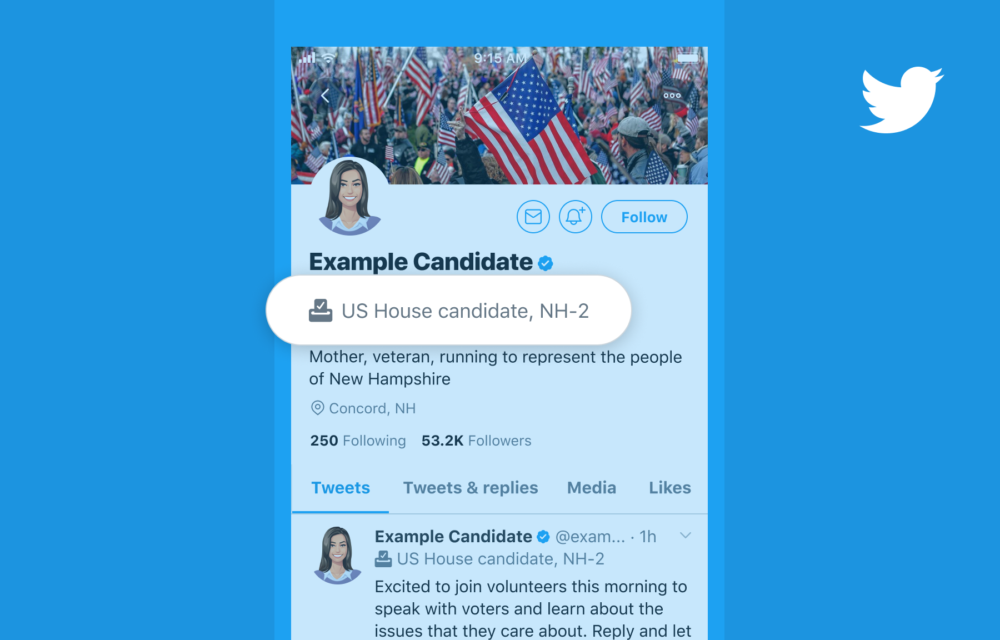 9:15 AM
Follow
Example Candidate
US House candidate, NH-2
Mother, veteran, running to represent the people
of New Hampshire
Concord, NH
250 Following 53.2K Followers
Tweets Tweets & replies Media Likes
Example Candidate @exam... · 1h
US House candidate, NH-2
Excited to join volunteers this morning to
speak with voters and learn about the
issues that they care about. Reply and let